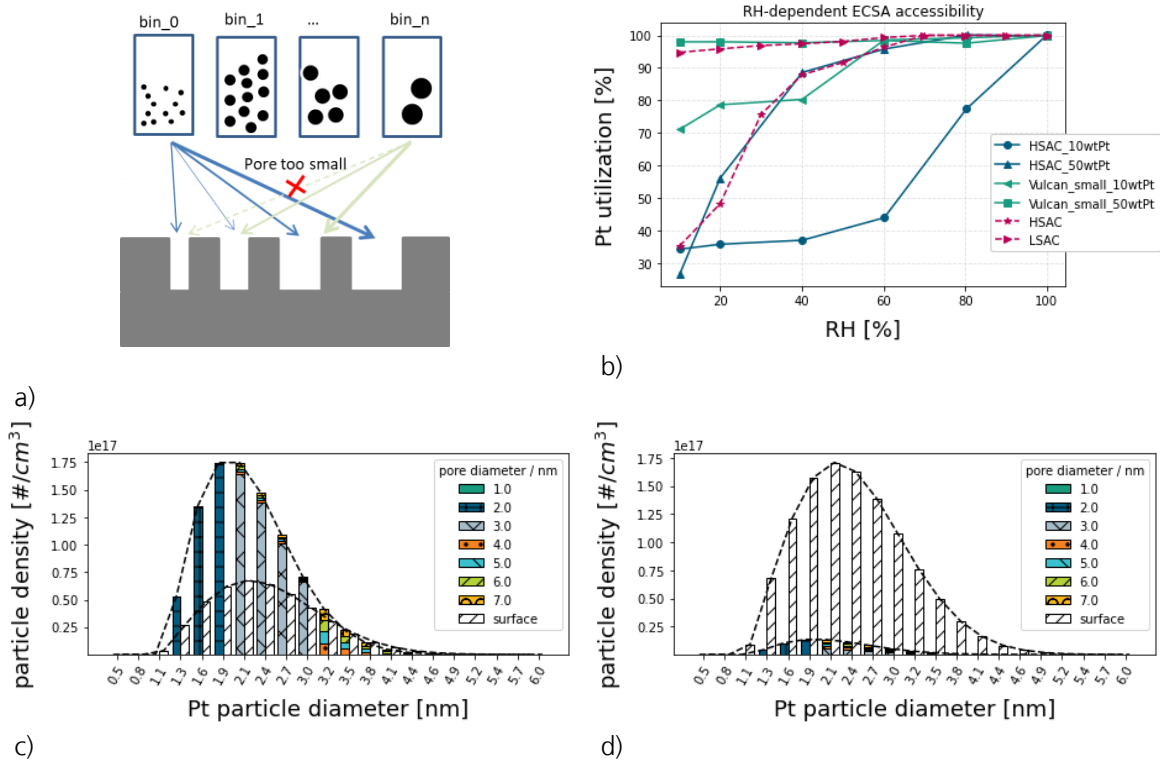 bin_0 bin_1 ... bin_n
Pore too small
a)
RH-dependent ECSA accessibility
Pt utilization [%]
100
90
80
70
60
50
40
30
20 40 60 80 100
RH [%]
HSAC_10wtPt
HSAC_50wtPt
Vulcan_small_10wtPt
Vulcan_small_50wtPt
HSAC
LSAC
b)
1e17
particle density [#/cm³]
1.75
1.50
1.25
1.00
0.75
0.50
0.25
pore diameter / nm
1.0
2.0
3.0
4.0
5.0
6.0
7.0
surface
0.5 0.8 1.1 1.3 1.6 1.9 2.1 2.4 2.7 3.0 3.2 3.5 3.8 4.1 4.4 4.6 4.9 5.2 5.4 5.7 6.0
Pt particle diameter [nm]
c)
1e17
particle density [#/cm³]
1.75
1.50
1.25
1.00
0.75
0.50
0.25
pore diameter / nm
1.0
2.0
3.0
4.0
5.0
6.0
7.0
surface
0.5 0.8 1.1 1.3 1.6 1.9 2.1 2.4 2.7 3.0 3.2 3.5 3.8 4.1 4.4 4.6 4.9 5.2 5.4 5.7 6.0
Pt particle diameter [nm]
d)